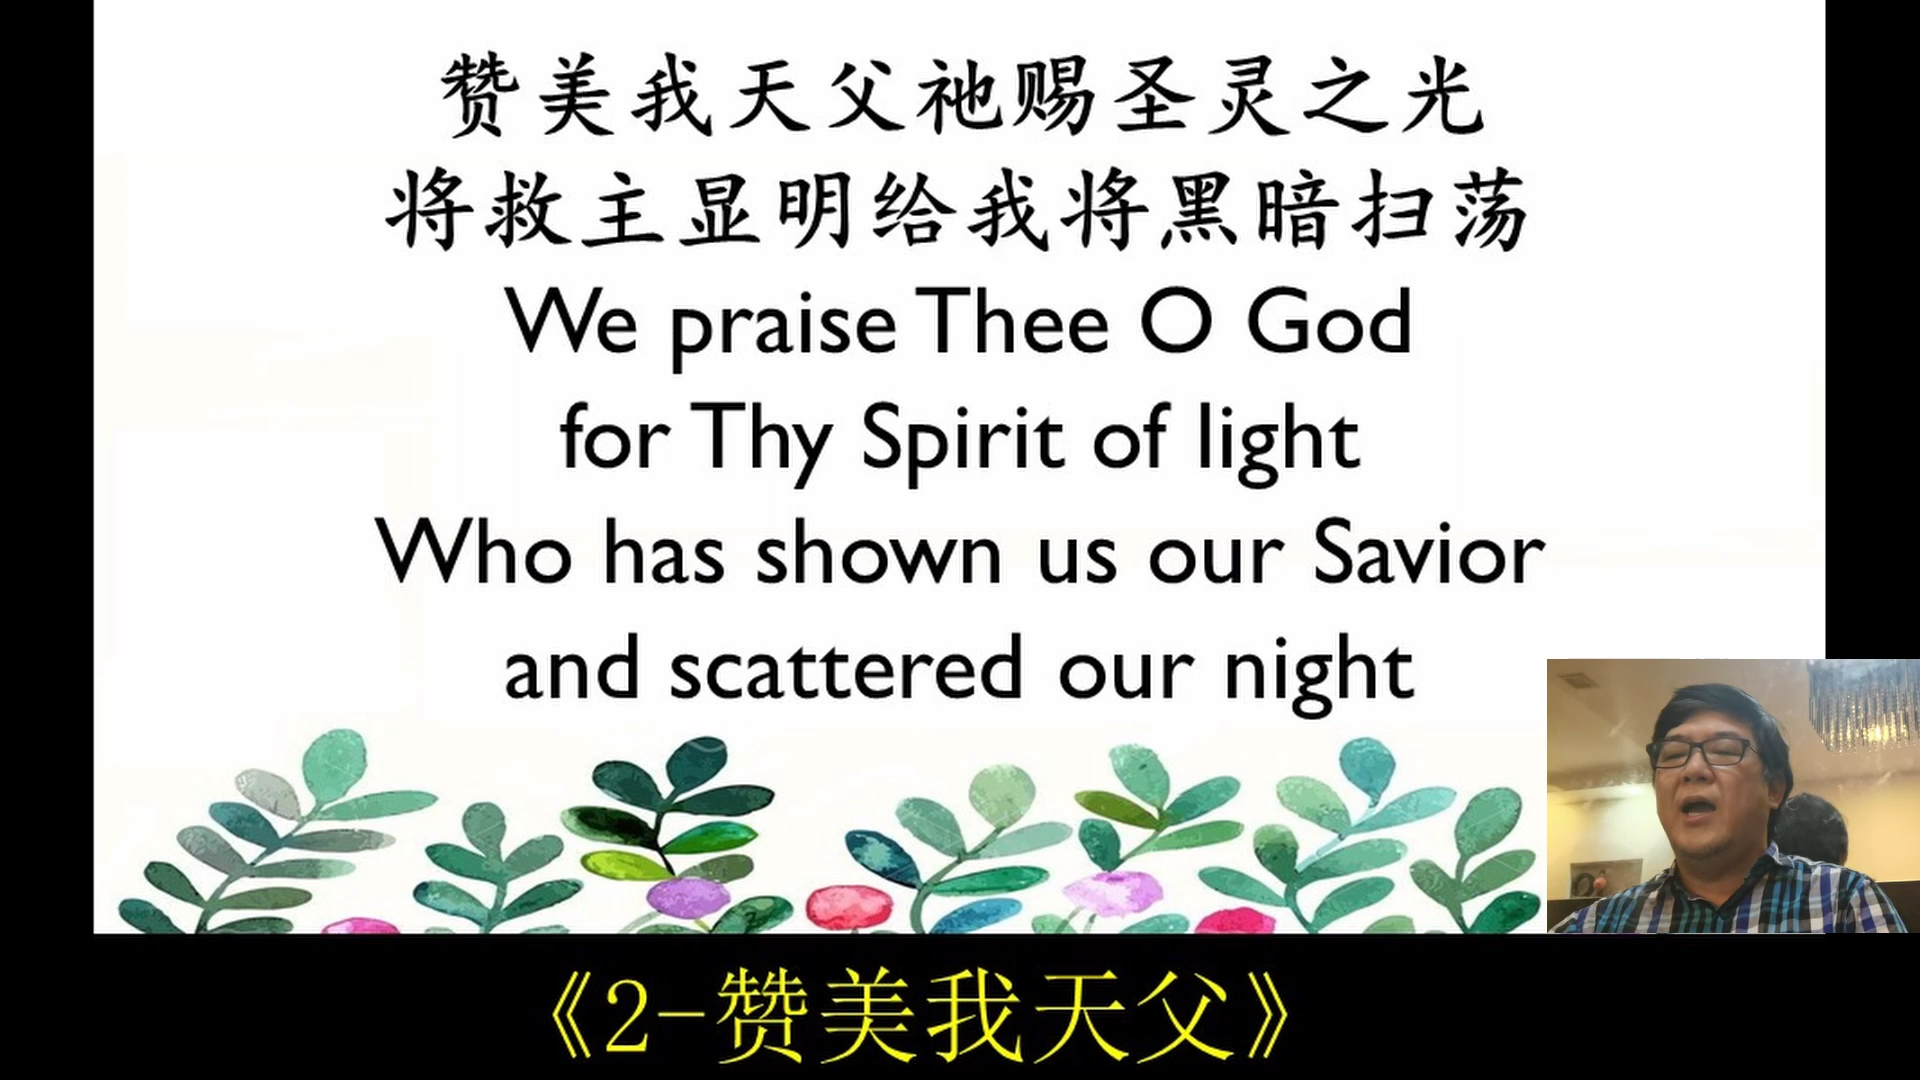 赞美我天父祂赐圣灵之光
将救主显明给我将黑暗扫荡
We praise Thee O God
for Thy Spirit of light
Who has shown us our Savior
and scattered our night
《2-赞美我天父》